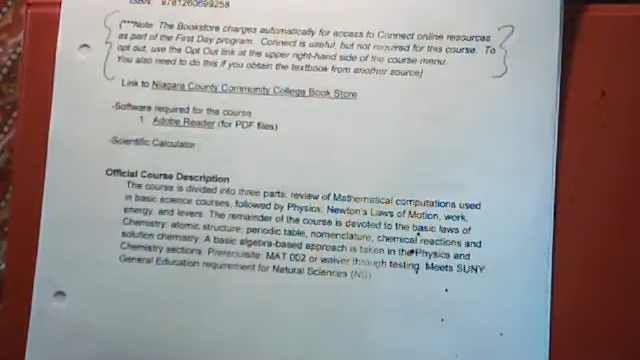 ISBN: 9781260699258
(***Note: The Bookstore charges automatically for access to Connect online resources
as part of the First Day program. Connect is useful, but not required for this course. To
opt out, use the Opt Out link at the upper right-hand side of the course menu.
You also need to do this if you obtain the textbook from another source)
Link to Niagara County Community College Book Store
-Software required for the course
1. Adobe Reader (for PDF files)
-Scientific Calculator
Official Course Description
The course is divided into three parts: review of Mathematical computations used
in basic science courses, followed by Physics: Newton's Laws of Motion, work,
energy, and levers. The remainder of the course is devoted to the basic laws of
Chemistry: atomic structure, periodic table, nomenclature, chemical reactions and
solution chemistry. A basic algebra-based approach is taken in the Physics and
Chemistry sections. Prerequisite: MAT 002 or waiver through testing. Meets SUNY
General Education requirement for Natural Sciences (NS)